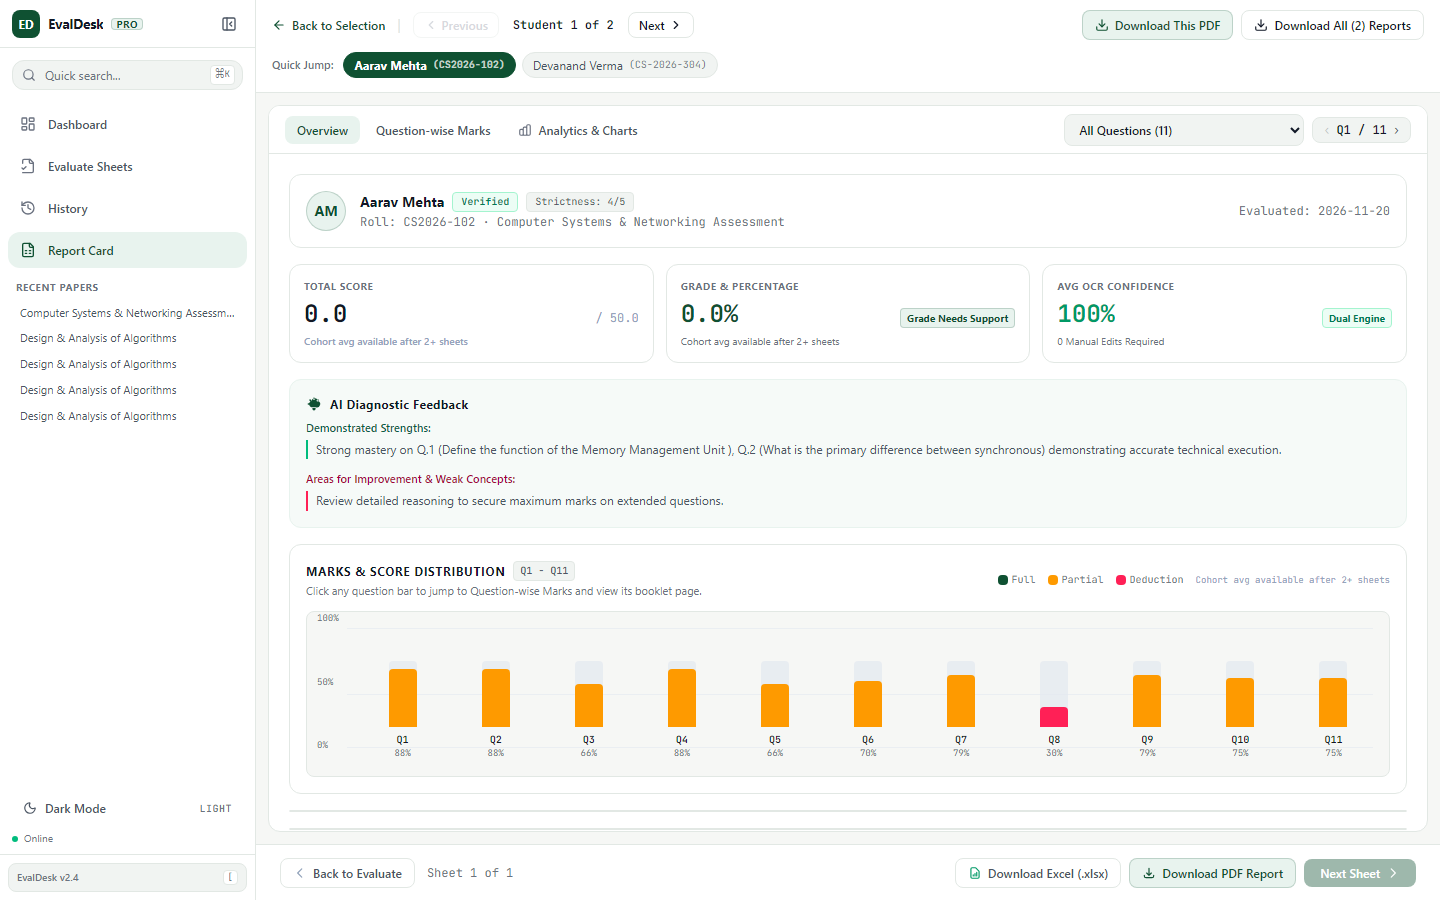 ED EvalDesk PRO
Quick search... ⌘K
Dashboard
Evaluate Sheets
History
Report Card
RECENT PAPERS
Computer Systems & Networking Assessm...
Design & Analysis of Algorithms
Design & Analysis of Algorithms
Design & Analysis of Algorithms
Design & Analysis of Algorithms
Dark Mode LIGHT
Online
EvalDesk v2.4 [
← Back to Selection | ‹ Previous Student 1 of 2 Next ›
Download This PDF
Download All (2) Reports
Quick Jump: Aarav Mehta (CS2026-102) Devanand Verma (CS-2026-304)
Overview Question-wise Marks Analytics & Charts
All Questions (11)
‹ Q1 / 11 ›
AM
Aarav Mehta Verified Strictness: 4/5
Roll: CS2026-102 · Computer Systems & Networking Assessment
Evaluated: 2026-11-20
TOTAL SCORE
0.0 / 50.0
Cohort avg available after 2+ sheets
GRADE & PERCENTAGE
0.0% Grade Needs Support
Cohort avg available after 2+ sheets
AVG OCR CONFIDENCE
100% Dual Engine
0 Manual Edits Required
AI Diagnostic Feedback
Demonstrated Strengths:
Strong mastery on Q.1 (Define the function of the Memory Management Unit ), Q.2 (What is the primary difference between synchronous) demonstrating accurate technical execution.
Areas for Improvement & Weak Concepts:
Review detailed reasoning to secure maximum marks on extended questions.
MARKS & SCORE DISTRIBUTION Q1 - Q11
Click any question bar to jump to Question-wise Marks and view its booklet page.
Full Partial Deduction Cohort avg available after 2+ sheets
100%
50%
0%
Q1 Q2 Q3 Q4 Q5 Q6 Q7 Q8 Q9 Q10 Q11
88% 88% 66% 88% 66% 70% 79% 30% 79% 75% 75%
‹ Back to Evaluate Sheet 1 of 1
Download Excel (.xlsx)
Download PDF Report
Next Sheet ›